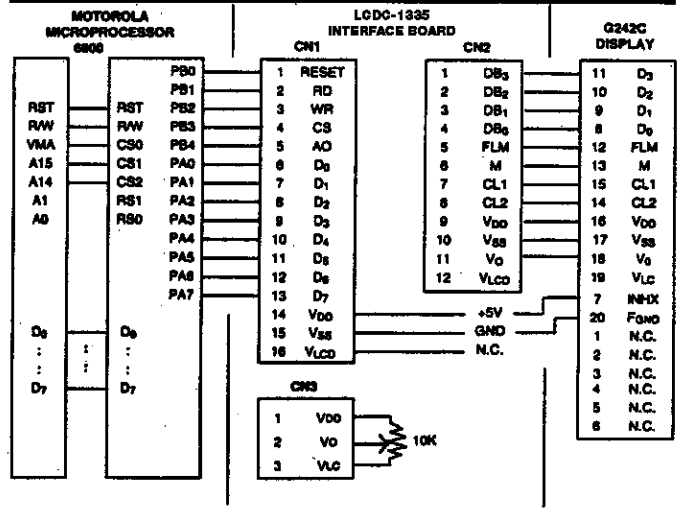 MOTOROLA
MICROPROCESSOR
6800
LCDC-1335
INTERFACE BOARD
G242C
DISPLAY
CN1
CN2
RST
R/W
VMA
A15
A14
A1
A0
D0
:
:
D7
:
:
RST
R/W
CS0
CS1
CS2
RS1
RS0
D0
:
:
D7
PB0
PB1
PB2
PB3
PB4
PA0
PA1
PA2
PA3
PA4
PA5
PA6
PA7
1 RESET
2 RD
3 WR
4 CS
5 AO
6 D0
7 D1
8 D2
9 D3
10 D4
11 D5
12 D6
13 D7
14 VDD
15 VSS
16 VLCD
1 DB3
2 DB2
3 DB1
4 DB0
5 FLM
6 M
7 CL1
8 CL2
9 VDD
10 VSS
11 VO
12 VLCD
+5V
GND
N.C.
11 D3
10 D2
9 D1
8 D0
12 FLM
13 M
15 CL1
14 CL2
16 VDD
17 VSS
18 V0
19 VLC
7 INHX
20 FGND
1 N.C.
2 N.C.
3 N.C.
4 N.C.
5 N.C.
6 N.C.
CN3
1 VDD
2 VO
3 VLC
10K